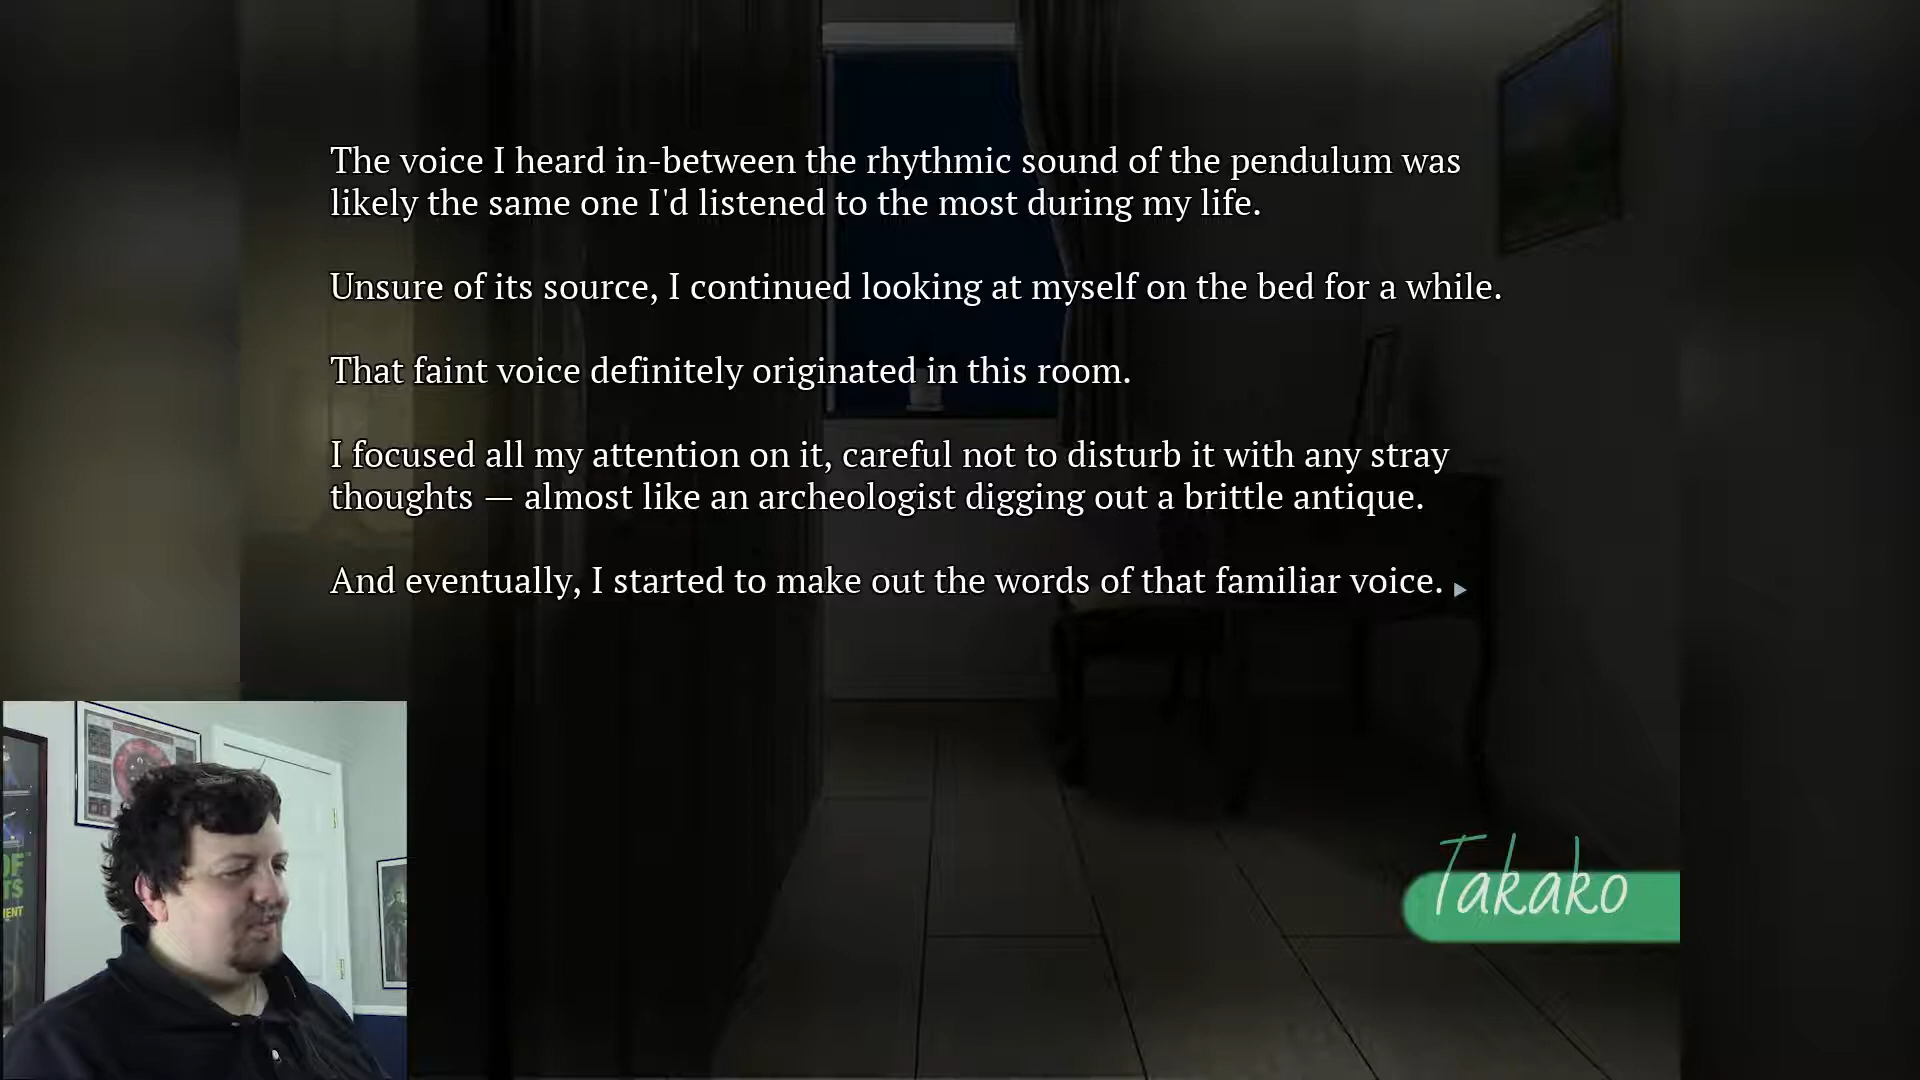 The voice I heard in-between the rhythmic sound of the pendulum was
likely the same one I'd listened to the most during my life.
Unsure of its source, I continued looking at myself on the bed for a while.
That faint voice definitely originated in this room.
I focused all my attention on it, careful not to disturb it with any stray
thoughts — almost like an archeologist digging out a brittle antique.
And eventually, I started to make out the words of that familiar voice.
Takako
OF